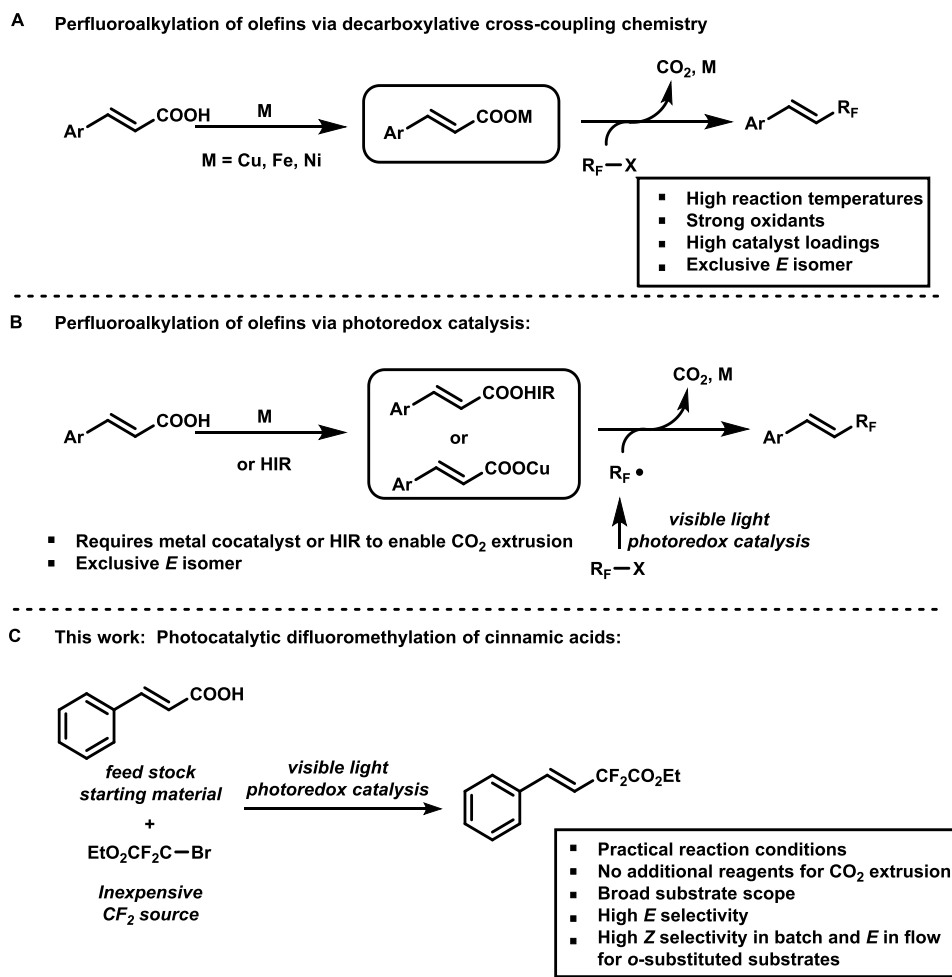 A Perfluoroalkylation of olefins via decarboxylative cross-coupling chemistry
CO2, M
Ar COOH
M
M = Cu, Fe, Ni
Ar COOM
RF—X
Ar RF
▪ High reaction temperatures
▪ Strong oxidants
▪ High catalyst loadings
▪ Exclusive E isomer
B Perfluoroalkylation of olefins via photoredox catalysis:
CO2, M
Ar COOH
M
or HIR
Ar COOHIR
or
Ar COOCu
RF •
Ar RF
visible light
photoredox catalysis
RF—X
▪ Requires metal cocatalyst or HIR to enable CO2 extrusion
▪ Exclusive E isomer
C This work: Photocatalytic difluoromethylation of cinnamic acids:
COOH
feed stock
starting material
+
EtO2CF2C—Br
Inexpensive
CF2 source
visible light
photoredox catalysis
CF2CO2Et
▪ Practical reaction conditions
▪ No additional reagents for CO2 extrusion
▪ Broad substrate scope
▪ High E selectivity
▪ High Z selectivity in batch and E in flow
for o-substituted substrates